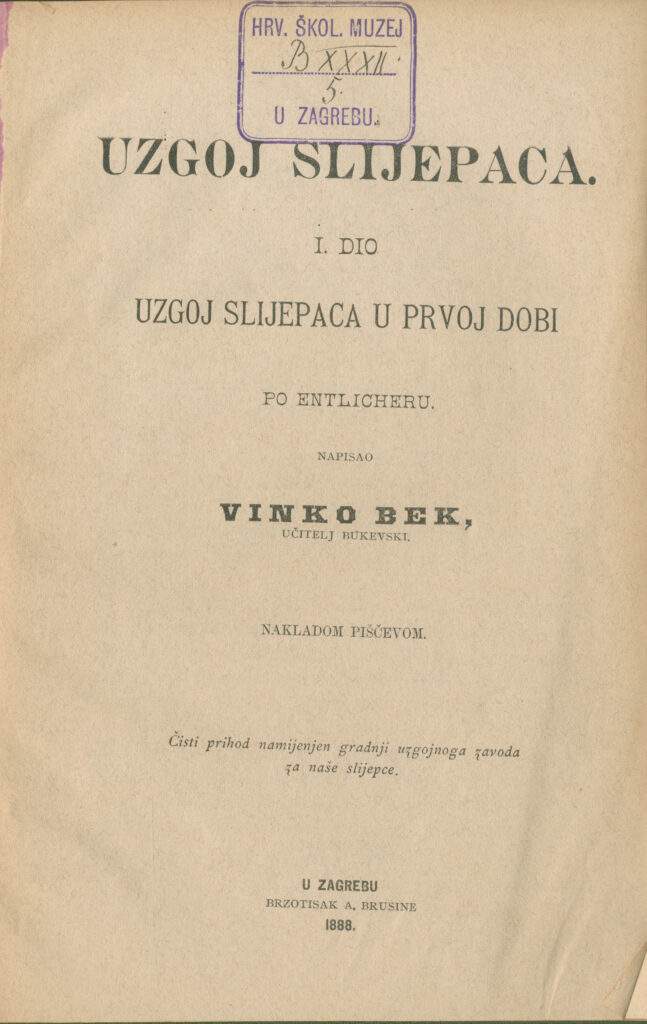 HRV. ŠKOL. MUZEJ
B XXXII.
5.
U ZAGREBU.
UZGOJ SLIJEPACA.
I. DIO
UZGOJ SLIJEPACA U PRVOJ DOBI
PO ENTLICHERU.
NAPISAO
VINKO BEK,
UČITELJ BUKEVSKI.
NAKLADOM PIŠČEVOM.
Čisti prihod namijenjen gradnji uzgojnoga zavoda
za naše slijepce.
U ZAGREBU
BRZOTISAK A. BRUSINE
1888.